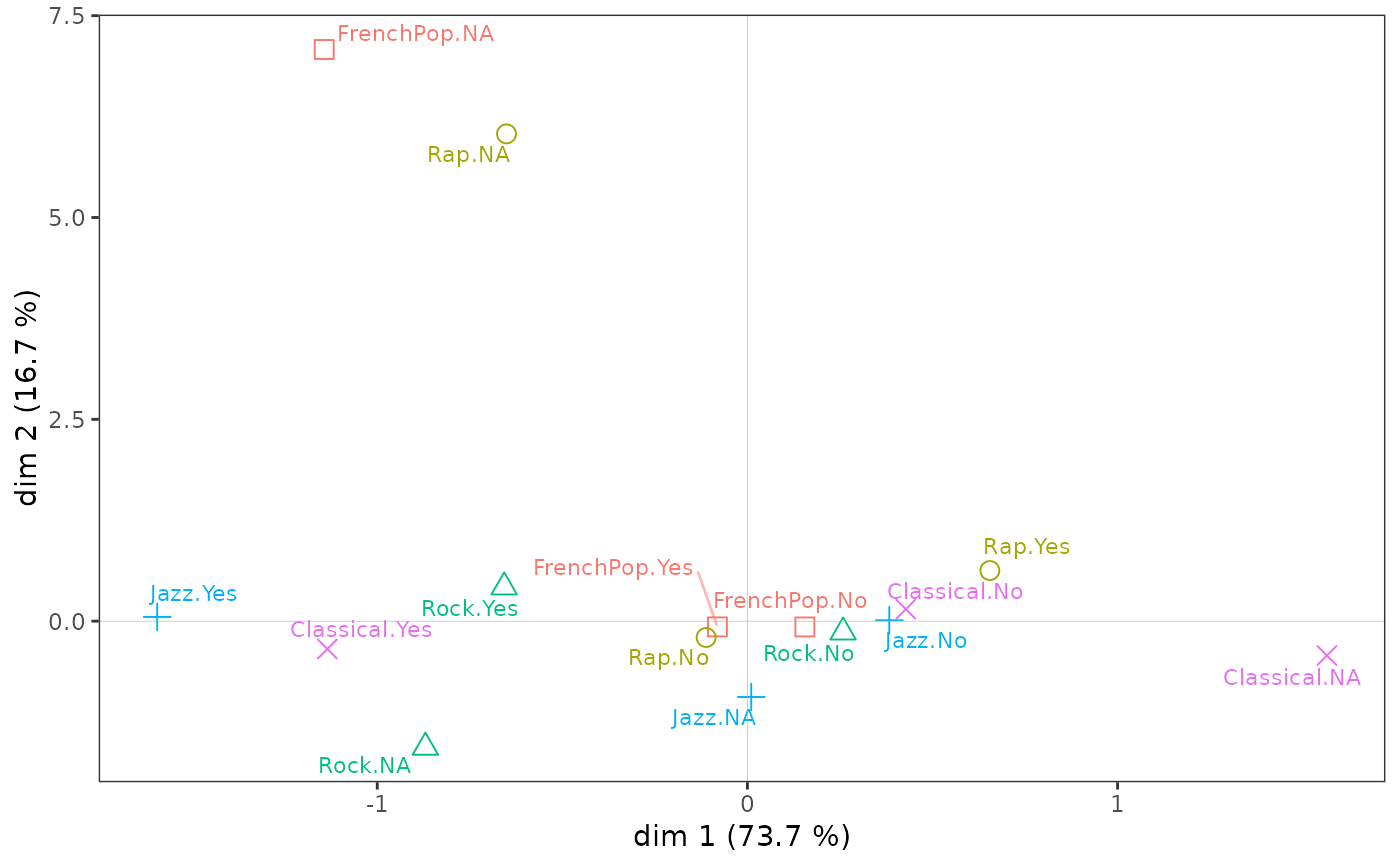 7.5
FrenchPop.NA
Rap.NA
5.0
dim 2 (16.7 %)
2.5
Rap.Yes
FrenchPop.Yes
Jazz.Yes
Classical.No
FrenchPop.No
Rock.Yes
0.0
Classical.Yes
Jazz.No
Rock.No
Rap.No
Classical.NA
Jazz.NA
Rock.NA
-1
0
1
dim 1 (73.7 %)